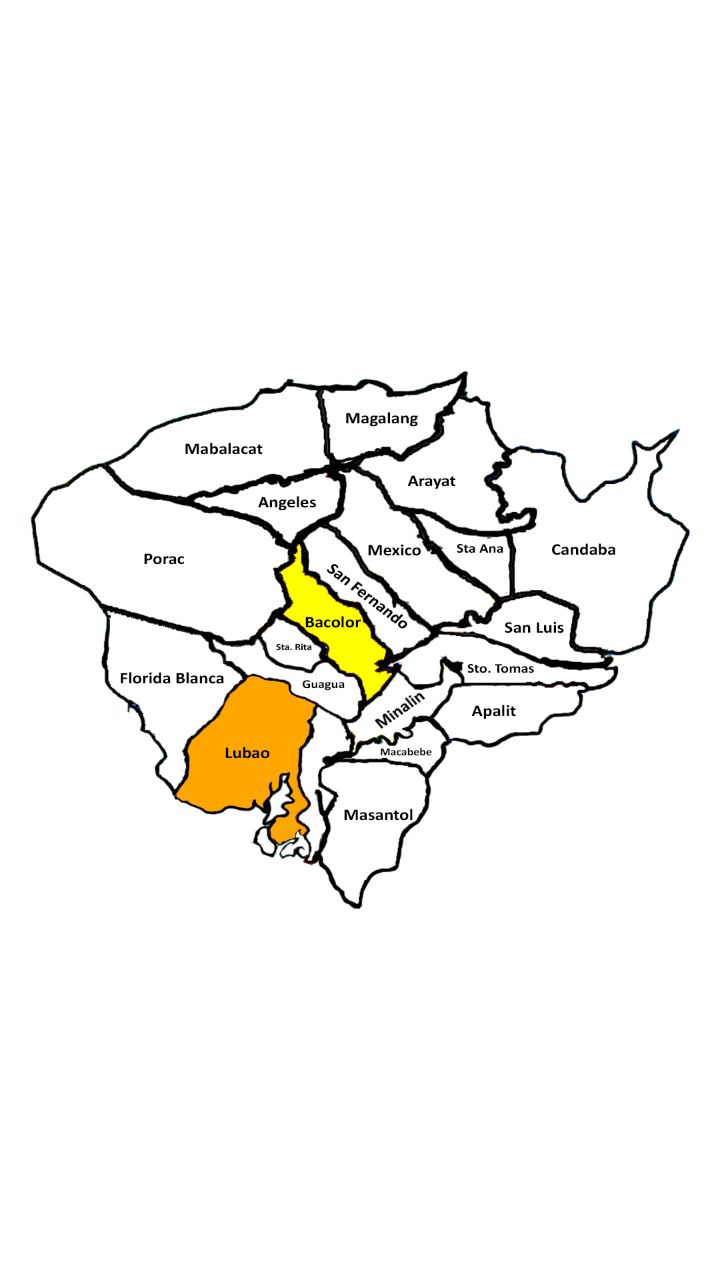 Magalang
Mabalacat
Arayat
Angeles
Mexico
Sta Ana
Candaba
Porac
San Fernando
Bacolor
San Luis
Sta. Rita
Sto. Tomas
Florida Blanca
Guagua
Minalin
Apalit
Lubao
Macabebe
Masantol